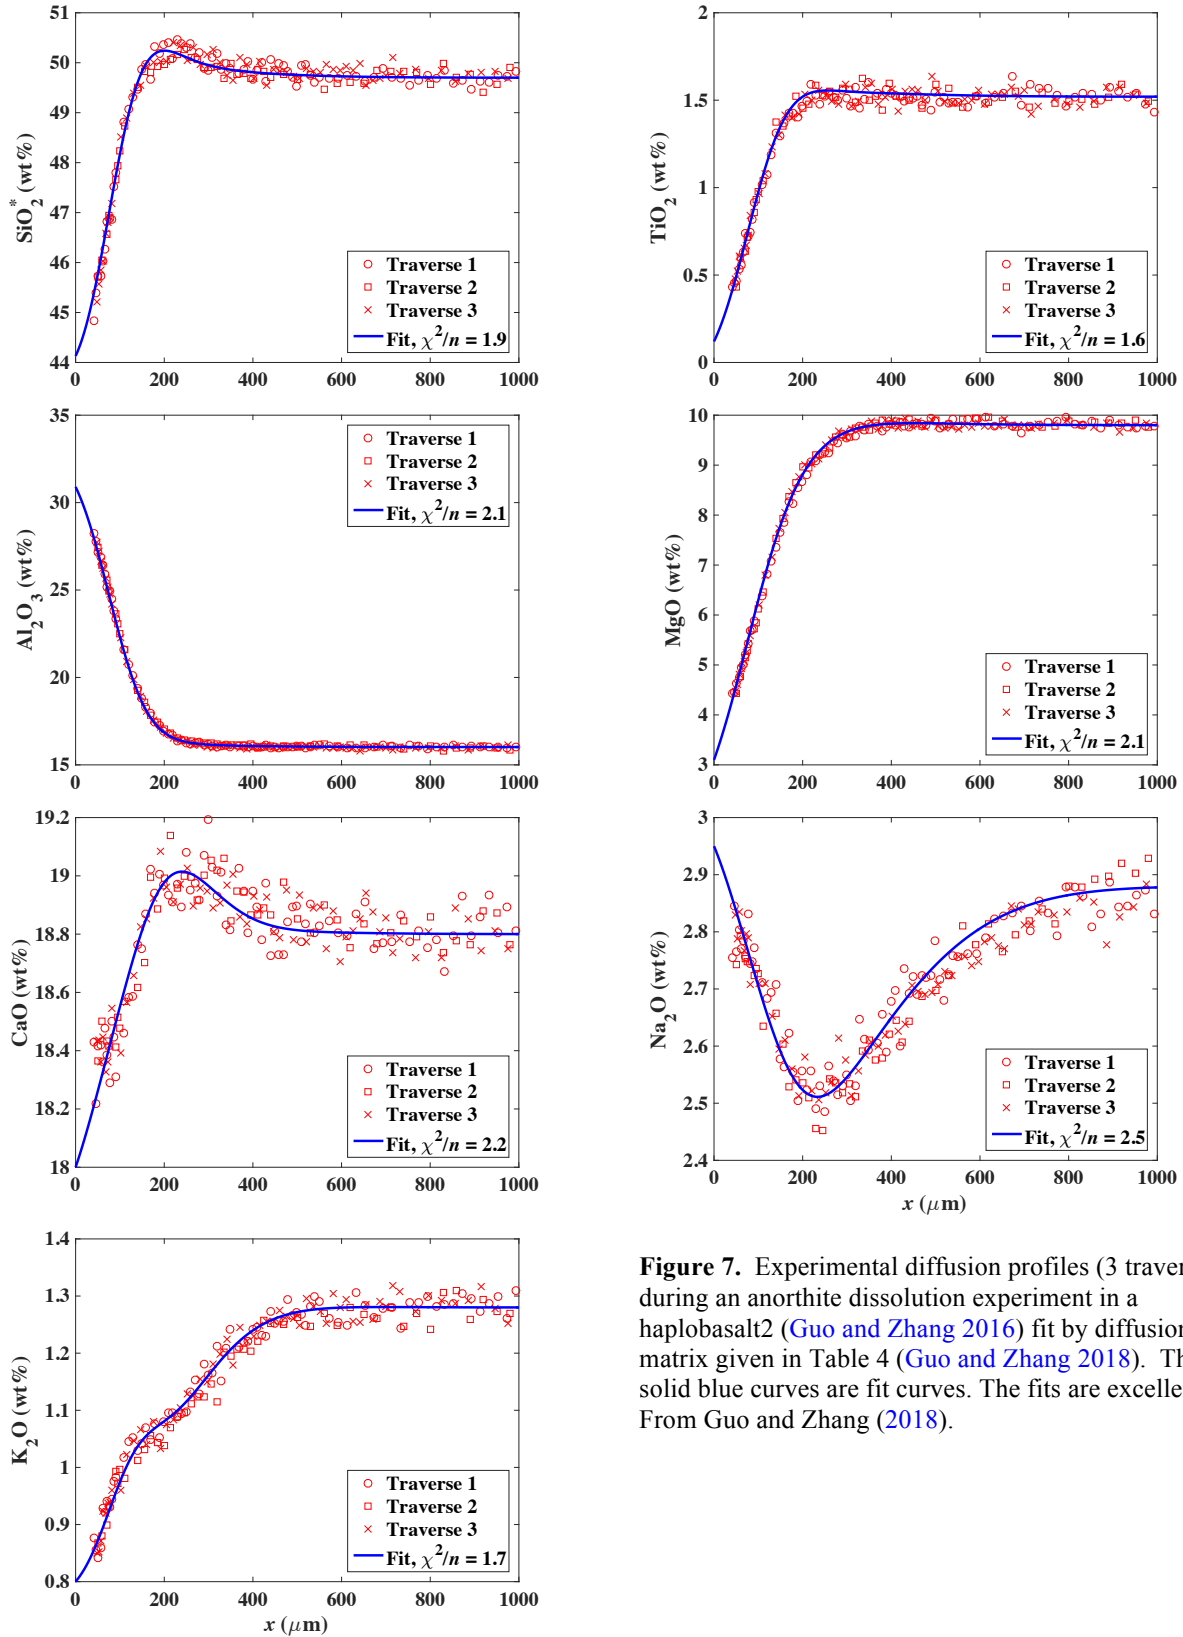 51
50
49
48
47
46
45
44
0 200 400 600 800 1000
SiO2* (wt%)
Traverse 1
Traverse 2
Traverse 3
Fit, χ2/n = 1.9
2
1.5
1
0.5
0
0 200 400 600 800 1000
TiO2 (wt%)
Traverse 1
Traverse 2
Traverse 3
Fit, χ2/n = 1.6
35
30
25
20
15
0 200 400 600 800 1000
Al2O3 (wt%)
Traverse 1
Traverse 2
Traverse 3
Fit, χ2/n = 2.1
10
9
8
7
6
5
4
3
0 200 400 600 800 1000
MgO (wt%)
Traverse 1
Traverse 2
Traverse 3
Fit, χ2/n = 2.1
19.2
19
18.8
18.6
18.4
18.2
18
0 200 400 600 800 1000
CaO (wt%)
Traverse 1
Traverse 2
Traverse 3
Fit, χ2/n = 2.2
3
2.9
2.8
2.7
2.6
2.5
2.4
0 200 400 600 800 1000
Na2O (wt%)
x (μm)
Traverse 1
Traverse 2
Traverse 3
Fit, χ2/n = 2.5
1.4
1.3
1.2
1.1
1
0.9
0.8
0 200 400 600 800 1000
K2O (wt%)
x (μm)
Traverse 1
Traverse 2
Traverse 3
Fit, χ2/n = 1.7
Figure 7. Experimental diffusion profiles (3 traver
during an anorthite dissolution experiment in a
haplobasalt2 (Guo and Zhang 2016) fit by diffusion
matrix given in Table 4 (Guo and Zhang 2018). Th
solid blue curves are fit curves. The fits are excelle
From Guo and Zhang (2018).